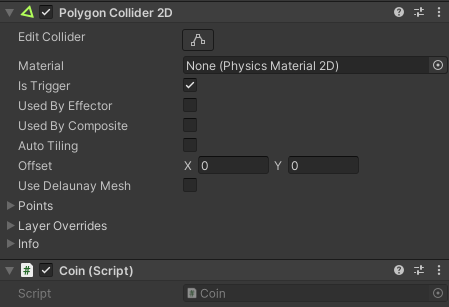 Polygon Collider 2D
Edit Collider
Material None (Physics Material 2D)
Is Trigger
Used By Effector
Used By Composite
Auto Tiling
Offset X 0 Y 0
Use Delaunay Mesh
Points
Layer Overrides
Info
# Coin (Script)
Script # Coin